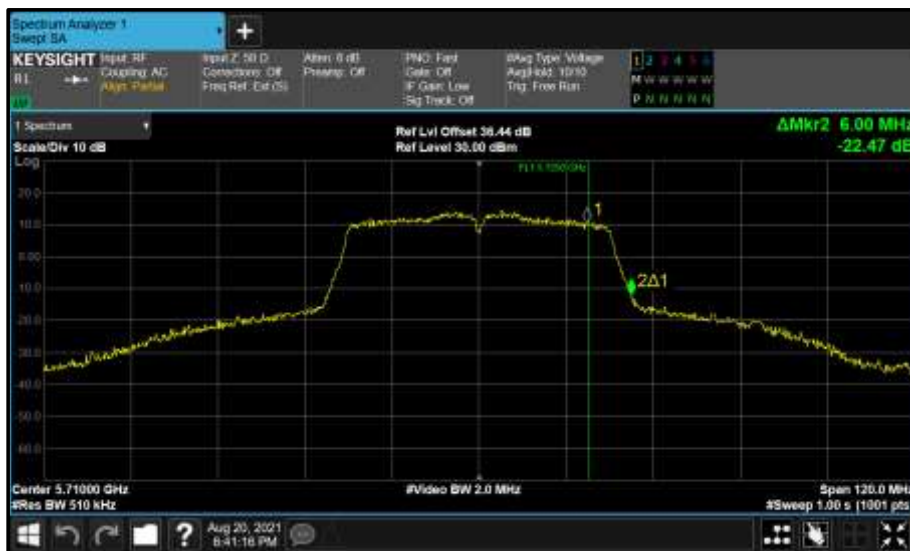 Spectrum Analyzer 1
Swept SA
+
KEYSIGHT
R L
Input: RF
Coupling: AC
Align: Partial
Input Z: 50 Ω
Corrections: Off
Freq Ref: Ext (S)
Atten: 6 dB
Preamp: Off
PNO: Fast
Gate: Off
IF Gain: Low
Sig Track: Off
#Avg Type: Voltage
Avg|Hold: 10/10
Trig: Free Run
1 2 3 4 5 6
M W W W W W
P N N N N N
1 Spectrum
Scale/Div 10 dB
Log
Ref Lvl Offset 36.44 dB
Ref Level 30.00 dBm
ΔMkr2 6.00 MHz
-22.47 dB
20.0
10.0
0.00
-10.0
-20.0
-30.0
-40.0
-50.0
-60.0
1
2Δ1
Center 5.71000 GHz
#Res BW 510 kHz
#Video BW 2.0 MHz
Span 120.0 MHz
#Sweep 1.00 s (1001 pts)
?
Aug 20, 2021
6:41:16 PM